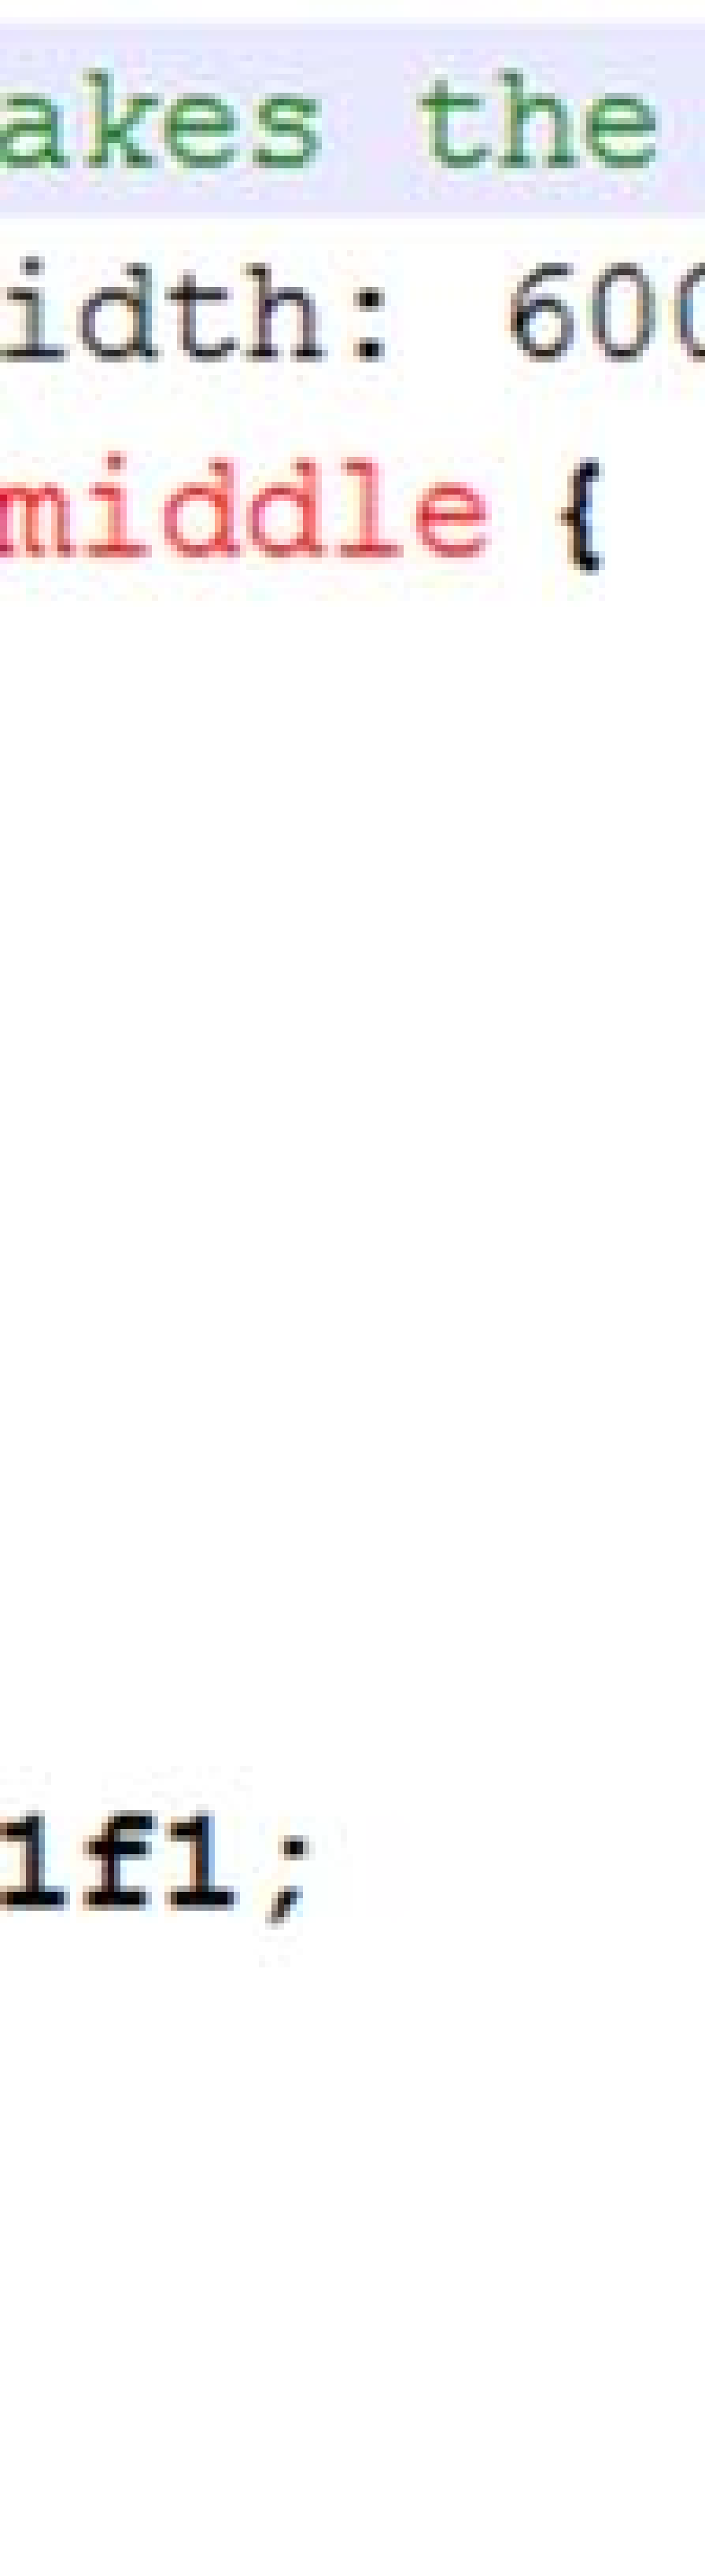 akes the
idth: 600
middle {
1f1;